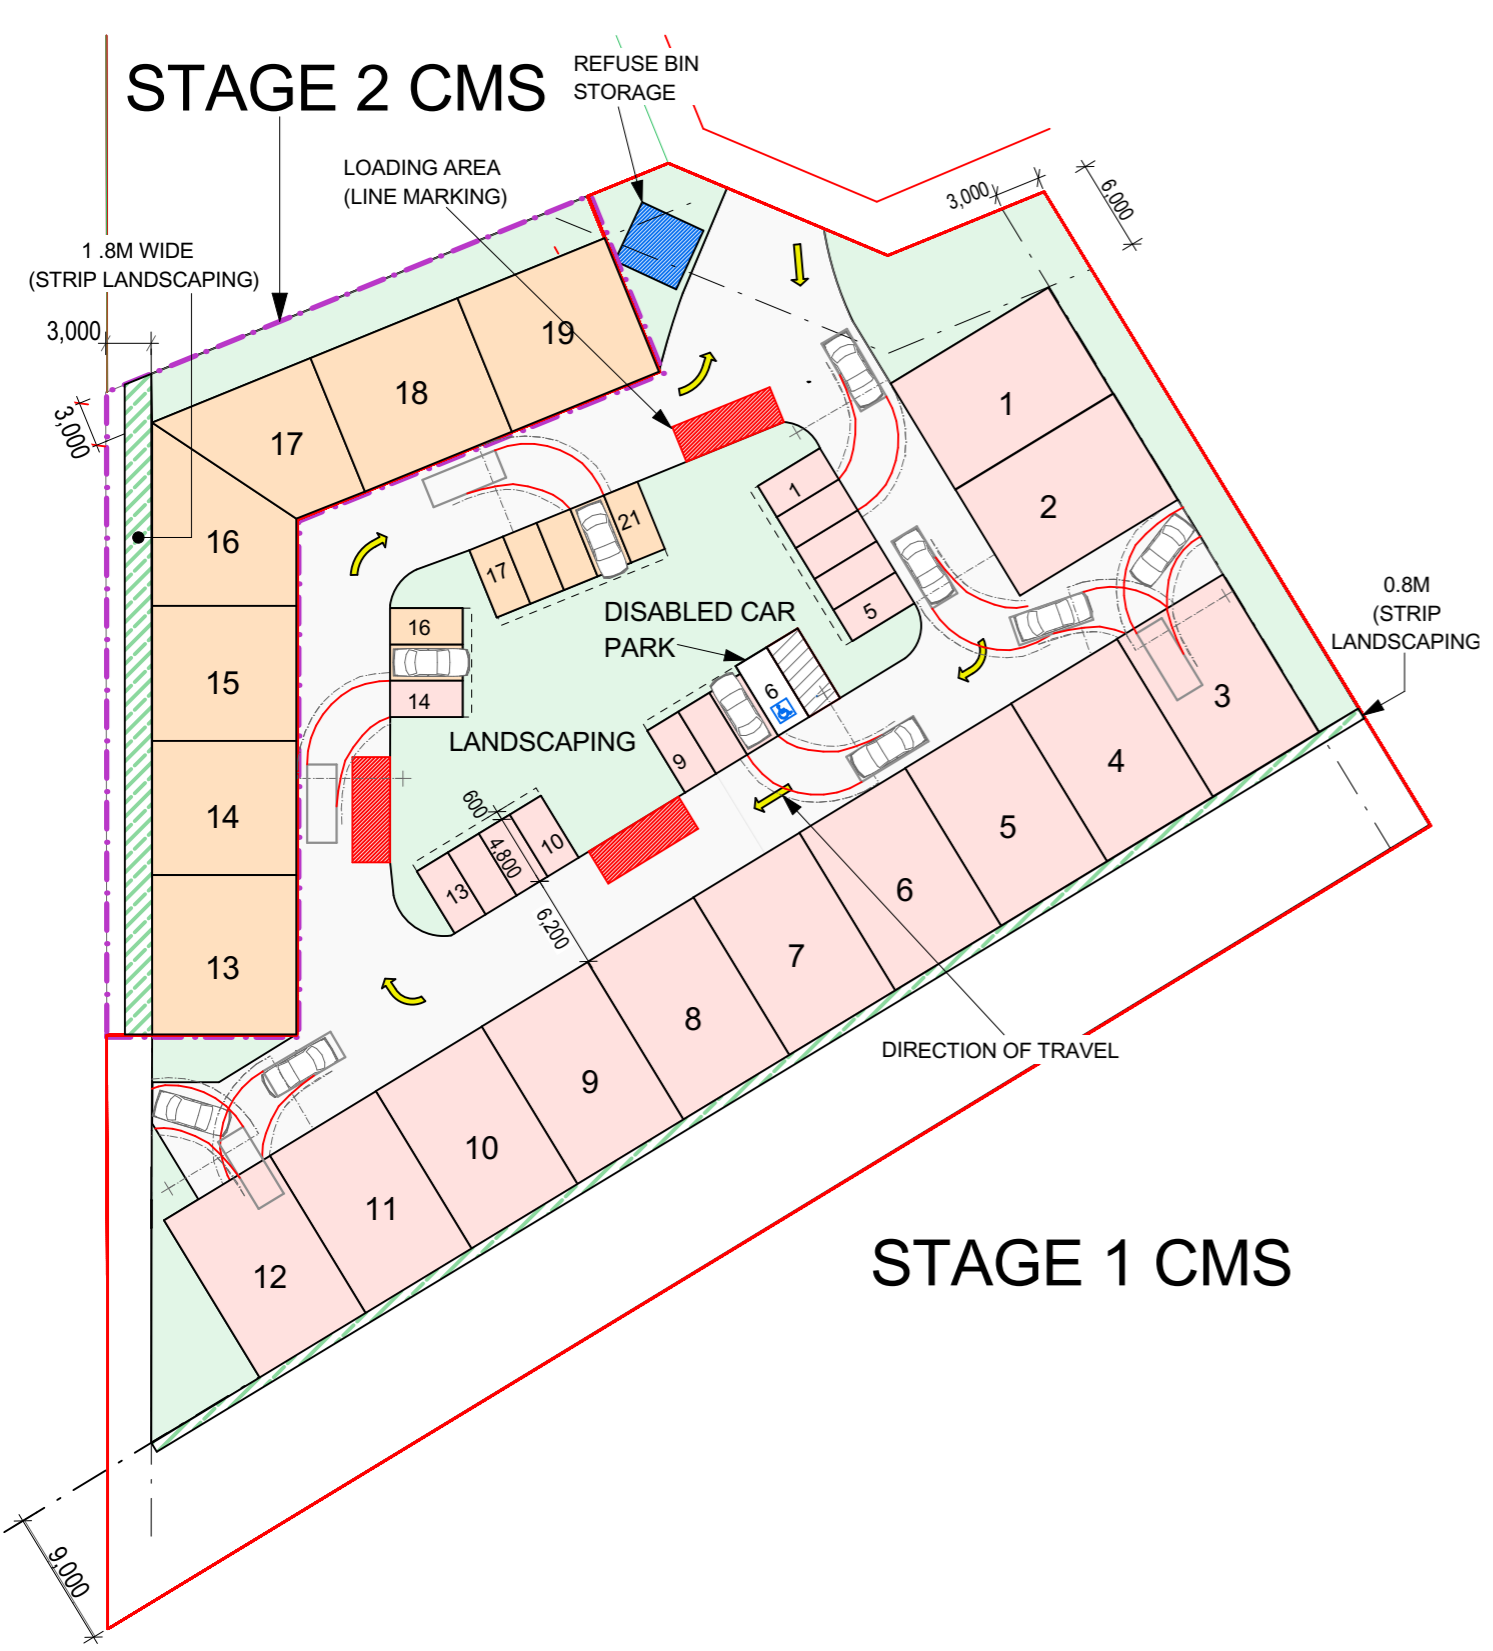 STAGE 2 CMS
REFUSE BIN
STORAGE
LOADING AREA
(LINE MARKING)
1 .8M WIDE
(STRIP LANDSCAPING)
3,000
3,000
3,000
6,000
19
18
17
16
15
14
13
1
2
3
4
5
6
7
8
9
10
11
12
17
21
16
14
1
5
DISABLED CAR
PARK
6
9
LANDSCAPING
600
4,800
10
13
6,200
0.8M
(STRIP
LANDSCAPING
DIRECTION OF TRAVEL
STAGE 1 CMS
9,000